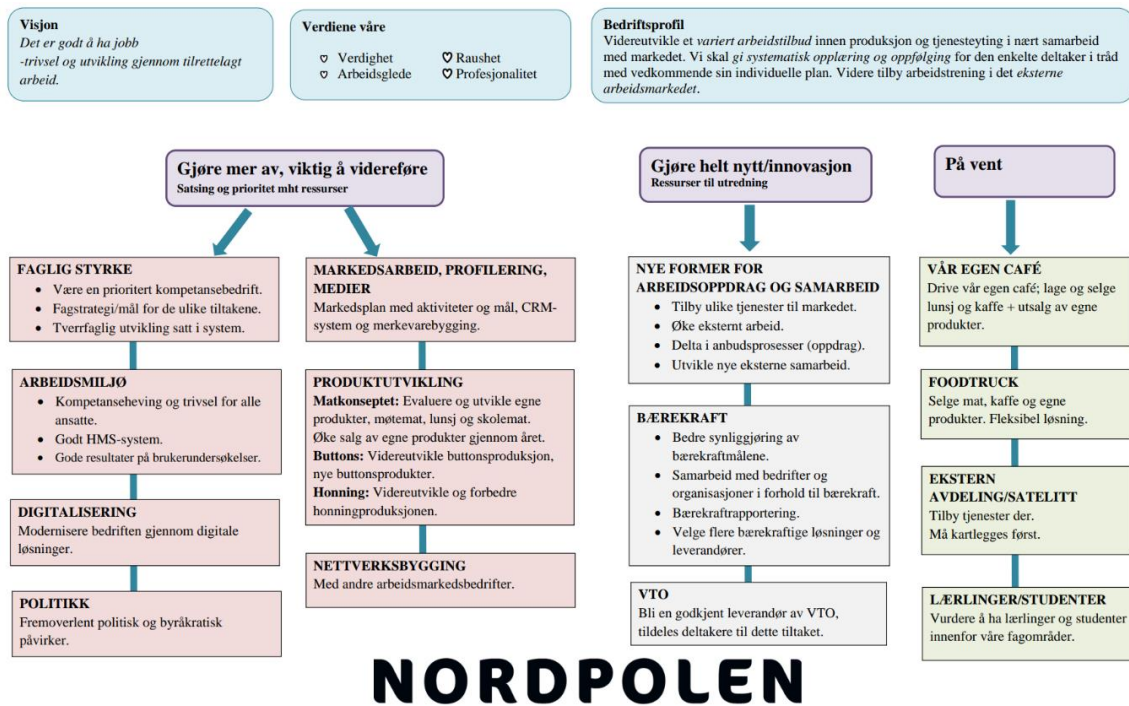 Visjon
Det er godt å ha jobb
-trivsel og utvikling gjennom tilrettelagt
arbeid.
Verdiene våre
♡ Verdighet
♡ Arbeidsglede
♡ Raushet
♡ Profesjonalitet
Bedriftsprofil
Videreutvikle et variert arbeidstilbud innen produksjon og tjenesteyting i nært samarbeid
med markedet. Vi skal gi systematisk opplæring og oppfølging for den enkelte deltaker i tråd
med vedkommende sin individuelle plan. Videre tilby arbeidstrening i det eksterne
arbeidsmarkedet.
Gjøre mer av, viktig å videreføre
Satsing og prioritet mht ressurser
FAGLIG STYRKE
• Være en prioritert kompetansebedrift.
• Fagstrategi/mål for de ulike tiltakene.
• Tverrfaglig utvikling satt i system.
ARBEIDSMILJØ
• Kompetanseheving og trivsel for alle
ansatte.
• Godt HMS-system.
• Gode resultater på brukerundersøkelser.
DIGITALISERING
Modernisere bedriften gjennom digitale
løsninger.
POLITIKK
Fremoverlent politisk og byråkratisk
påvirker.
MARKEDSARBEID, PROFILERING,
MEDIER
Markedsplan med aktiviteter og mål, CRM-
system og merkevarebygging.
PRODUKTUTVIKLING
Matkonseptet: Evaluere og utvikle egne
produkter, møtemat, lunsj og skolemat.
Øke salg av egne produkter gjennom året.
Buttons: Videreutvikle buttonsproduksjon,
nye buttonsprodukter.
Honning: Videreutvikle og forbedre
honningproduksjonen.
NETTVERKSBYGGING
Med andre arbeidsmarkedsbedrifter.
Gjøre helt nytt/innovasjon
Ressurser til utredning
NYE FORMER FOR
ARBEIDSOPPDRAG OG SAMARBEID
• Tilby ulike tjenester til markedet.
• Øke eksternt arbeid.
• Delta i anbudsprosesser (oppdrag).
• Utvikle nye eksterne samarbeid.
BÆREKRAFT
• Bedre synliggjøring av
bærekraftmålene.
• Samarbeid med bedrifter og
organisasjoner i forhold til bærekraft.
• Bærekraftrapportering.
• Velge flere bærekraftige løsninger og
leverandører.
VTO
Bli en godkjent leverandør av VTO,
tildeles deltakere til dette tiltaket.
På vent
VÅR EGEN CAFÉ
Drive vår egen café; lage og selge
lunsj og kaffe + utsalg av egne
produkter.
FOODTRUCK
Selge mat, kaffe og egne
produkter. Fleksibel løsning.
EKSTERN
AVDELING/SATELITT
Tilby tjenester der.
Må kartlegges først.
LÆRLINGER/STUDENTER
Vurdere å ha lærlinger og studenter
innenfor våre fagområder.
NORDPOLEN